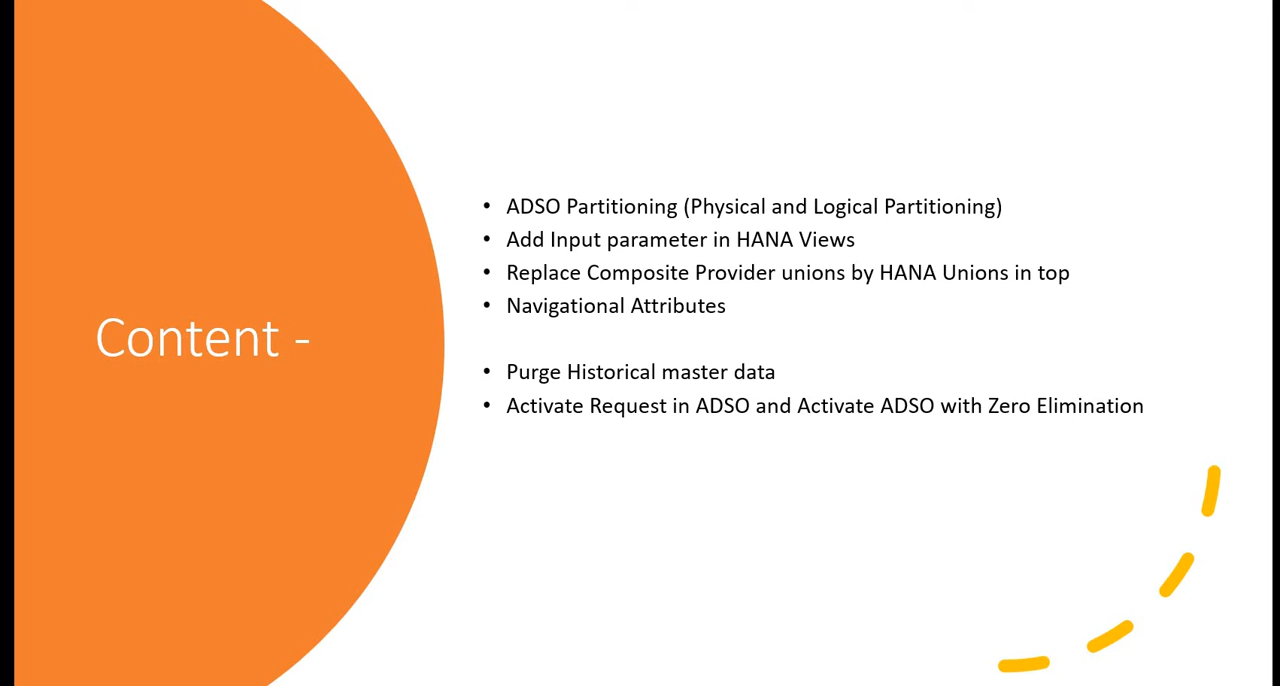 Content -
• ADSO Partitioning (Physical and Logical Partitioning)
• Add Input parameter in HANA Views
• Replace Composite Provider unions by HANA Unions in top
• Navigational Attributes
• Purge Historical master data
• Activate Request in ADSO and Activate ADSO with Zero Elimination